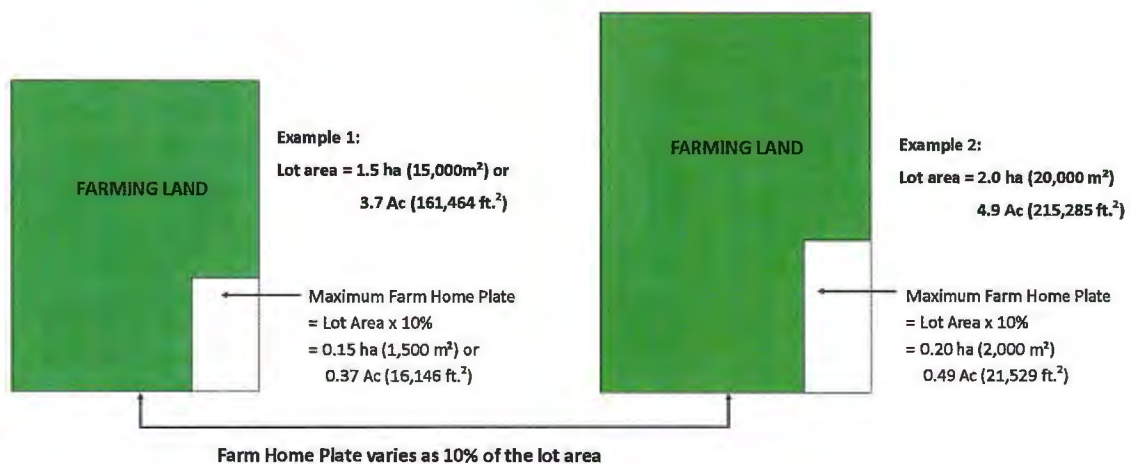 FARMING LAND
Example 1:
Lot area = 1.5 ha (15,000m²) or
3.7 Ac (161,464 ft.²)
Maximum Farm Home Plate
= Lot Area x 10%
= 0.15 ha (1,500 m²) or
0.37 Ac (16,146 ft.²)
FARMING LAND
Example 2:
Lot area = 2.0 ha (20,000 m²)
4.9 Ac (215,285 ft.²)
Maximum Farm Home Plate
= Lot Area x 10%
= 0.20 ha (2,000 m²)
0.49 Ac (21,529 ft.²)
Farm Home Plate varies as 10% of the lot area